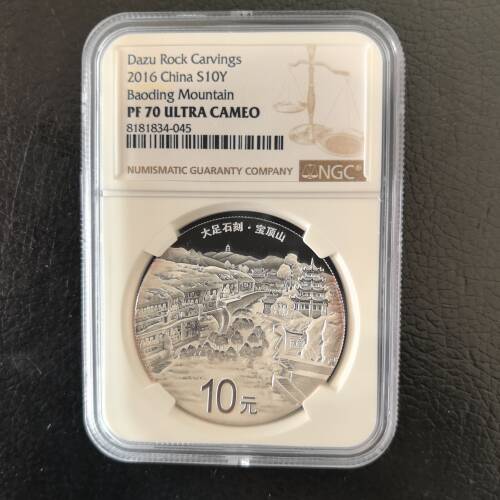 Dazu Rock Carvings
2016 China S10Y
Baoding Mountain
PF 70 ULTRA CAMEO
8181834-045
NUMISMATIC GUARANTY COMPANY
NGC®
大足石刻·宝顶山
10元